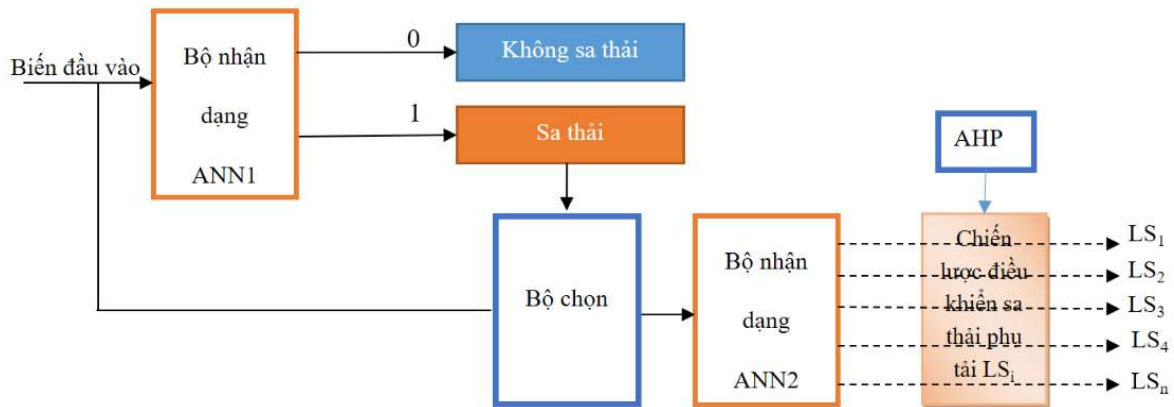 Biến đầu vào
Bộ nhận
dạng
ANN1
0
Không sa thải
1
Sa thải
AHP
Bộ chọn
Bộ nhận
dạng
ANN2
Chiến
lược điều
khiển sa
thải phụ
tải LSᵢ
LS₁
LS₂
LS₃
LS₄
LSₙ